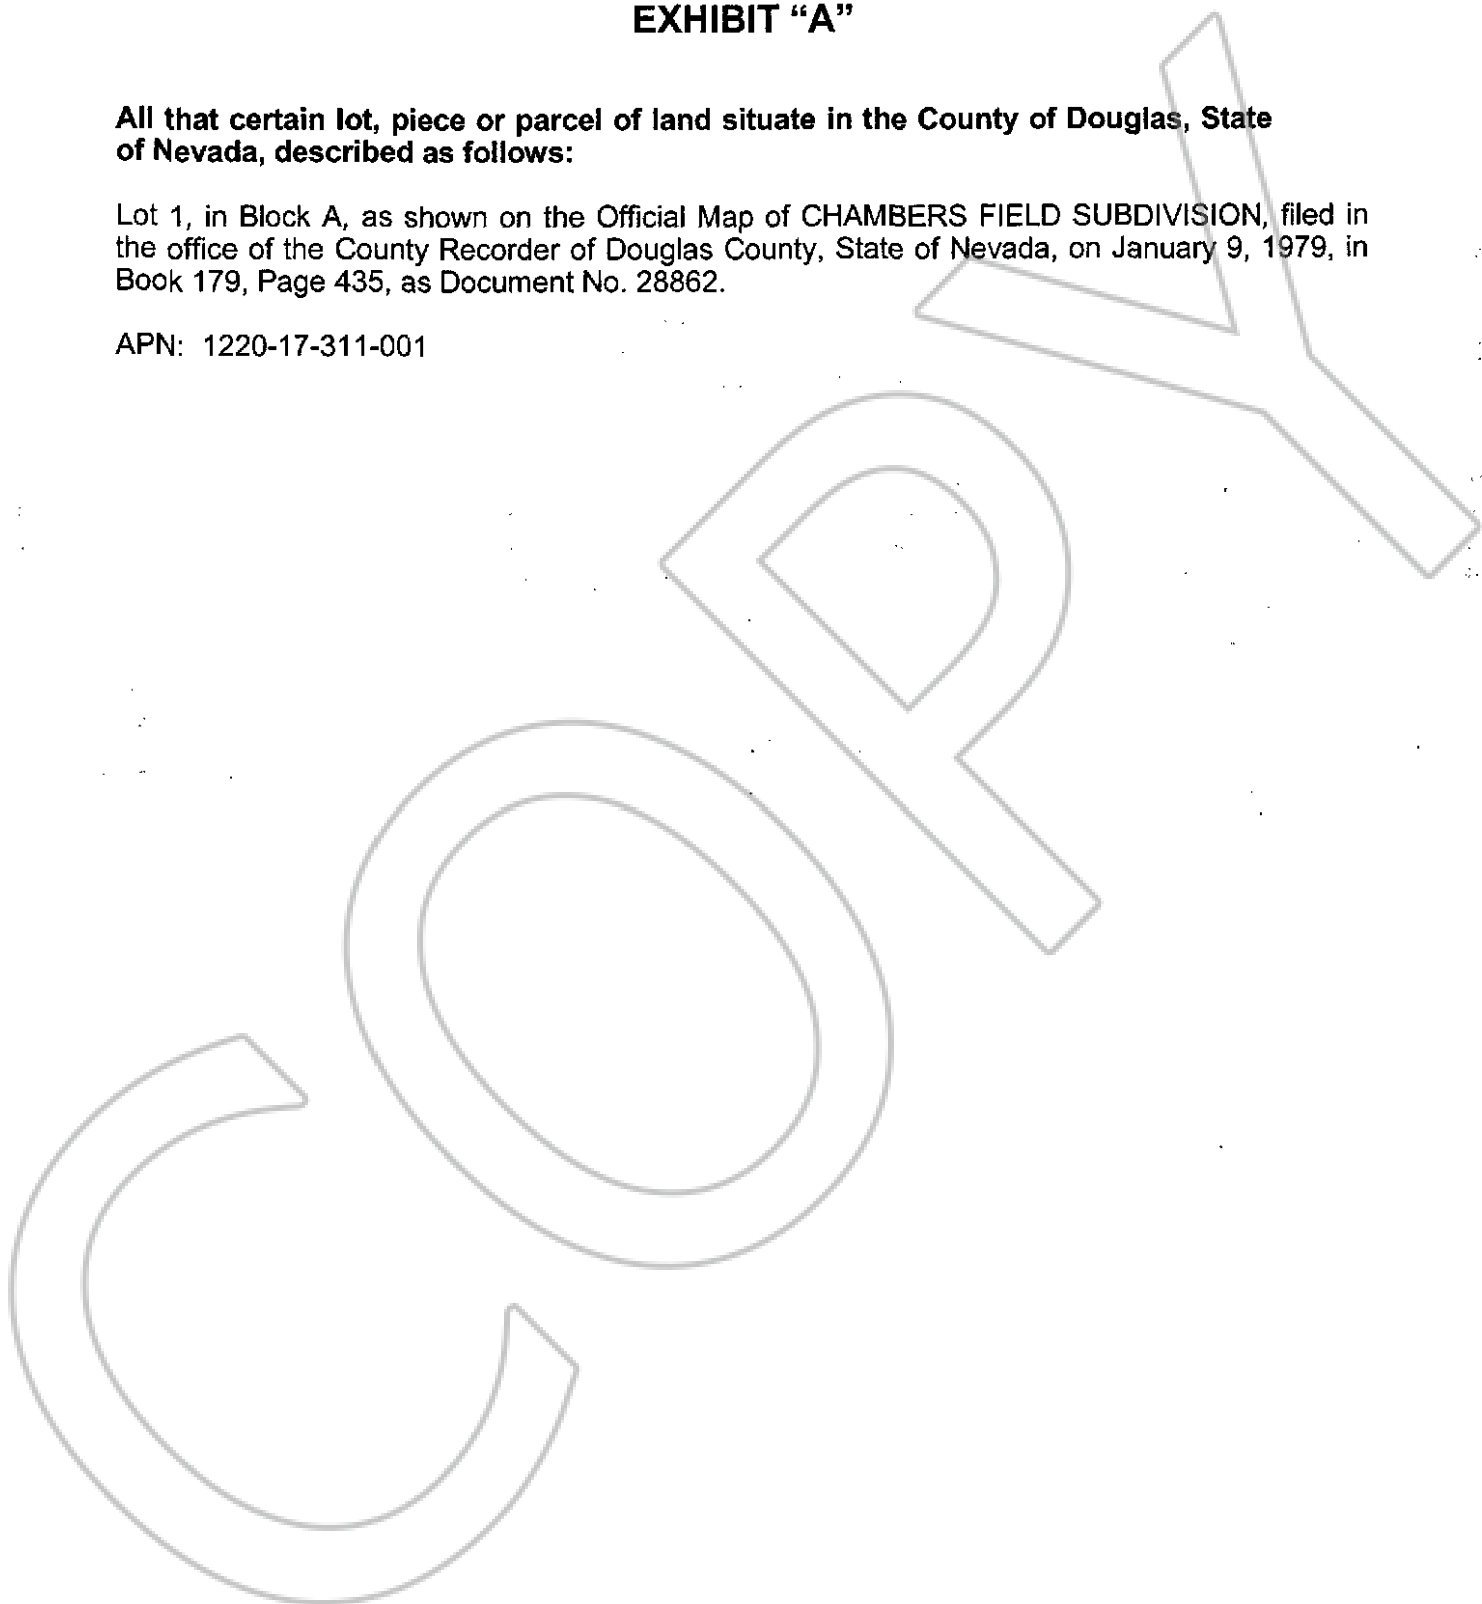 EXHIBIT “A”
All that certain lot, piece or parcel of land situate in the County of Douglas, State
of Nevada, described as follows:
Lot 1, in Block A, as shown on the Official Map of CHAMBERS FIELD SUBDIVISION, filed in
the office of the County Recorder of Douglas County, State of Nevada, on January 9, 1979, in
Book 179, Page 435, as Document No. 28862.
APN: 1220-17-311-001
COPY